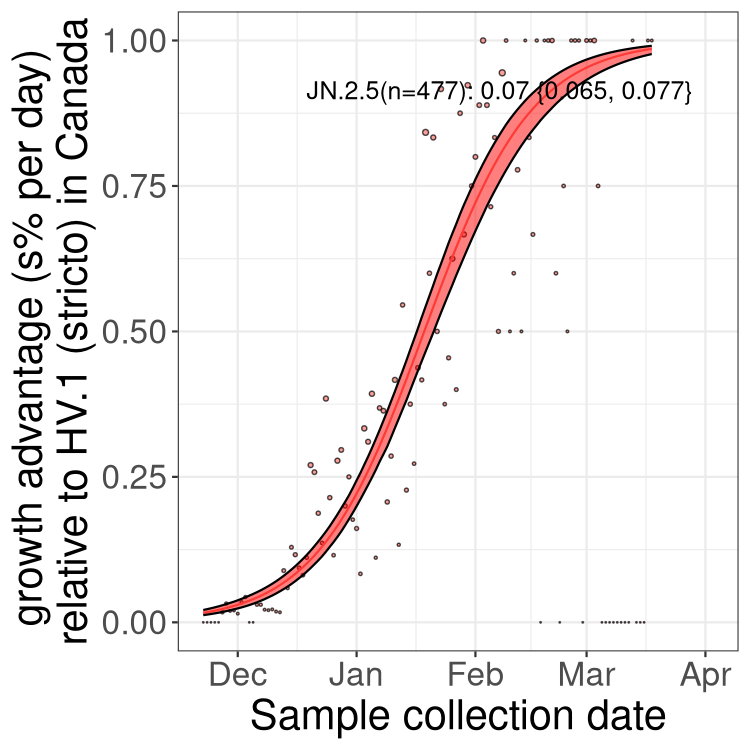 growth advantage (s% per day)
relative to HV.1 (stricto) in Canada
1.00
0.75
0.50
0.25
0.00
JN.2.5(n=477): 0.07 {0.065, 0.077}
Dec Jan Feb Mar Apr
Sample collection date